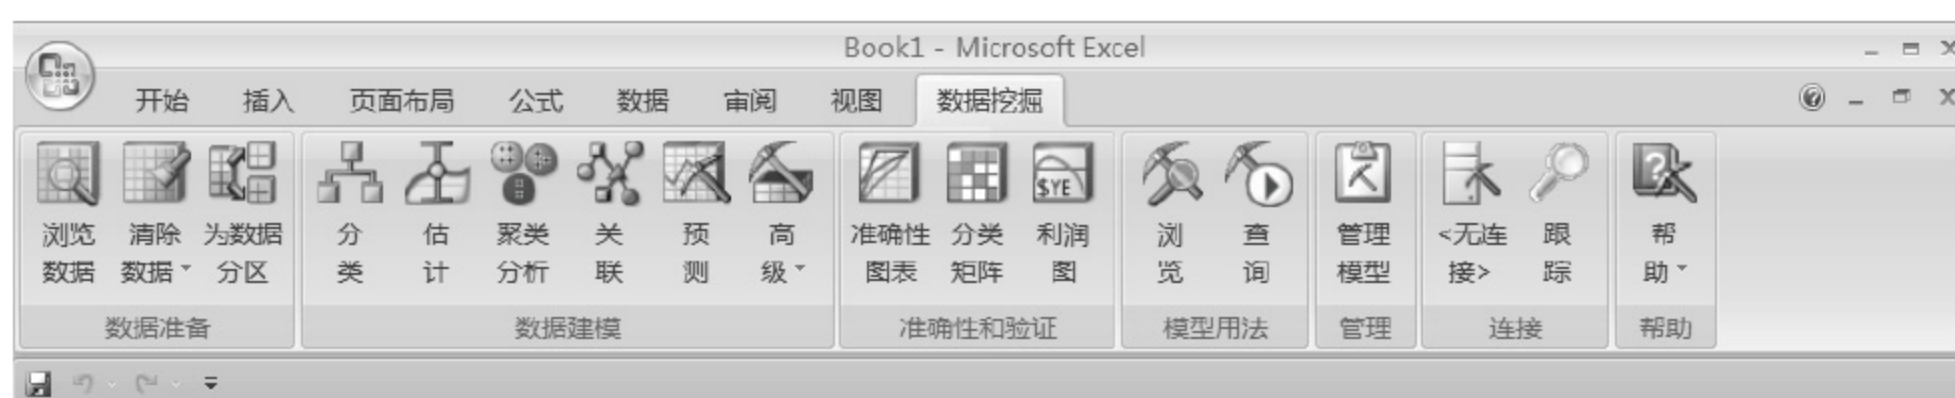 Book1 - Microsoft Excel
开始 插入 页面布局 公式 数据 审阅 视图 数据挖掘
浏览 清除 为数据 分 估 聚类 关 预 高 准确性 分类 利润 浏 查 管理 <无连 跟 帮
数据 数据 分区 类 计 分析 联 测 级 图表 矩阵 图 览 询 模型 接> 踪 助
数据准备 数据建模 准确性和验证 模型用法 管理 连接 帮助
$YE